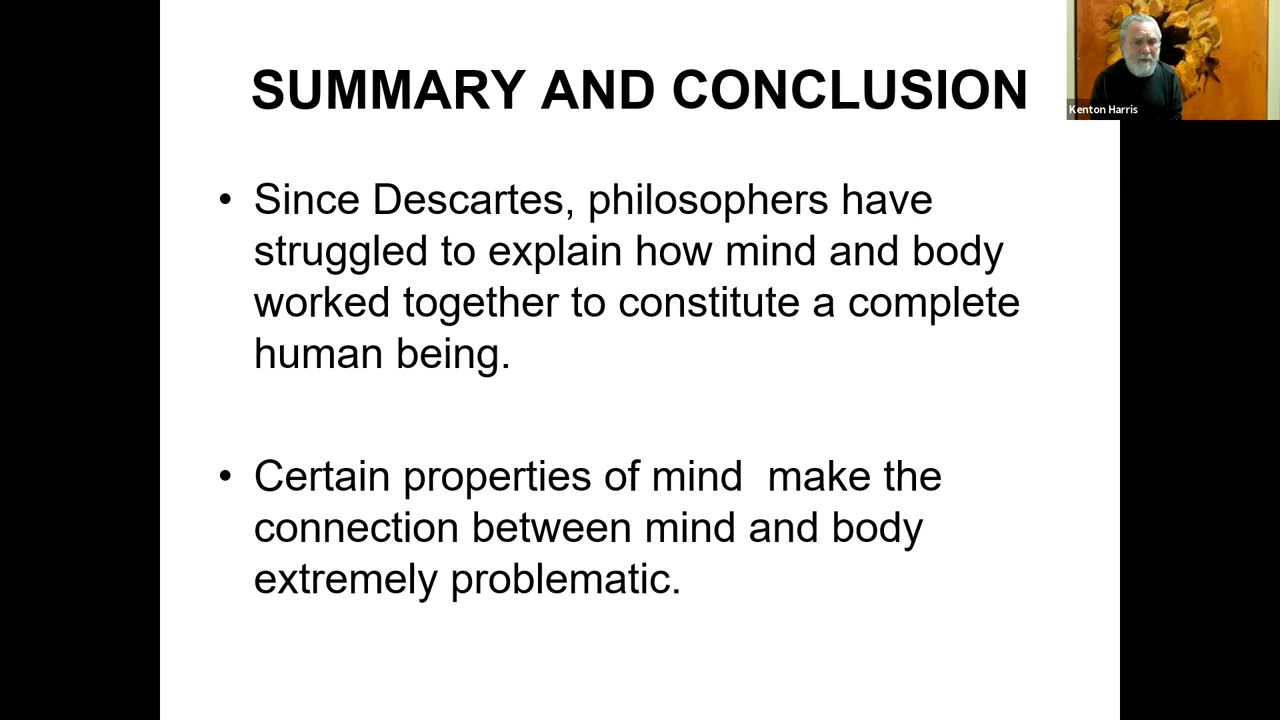 SUMMARY AND CONCLUSION
Kenton Harris
• Since Descartes, philosophers have
struggled to explain how mind and body
worked together to constitute a complete
human being.
• Certain properties of mind  make the
connection between mind and body
extremely problematic.